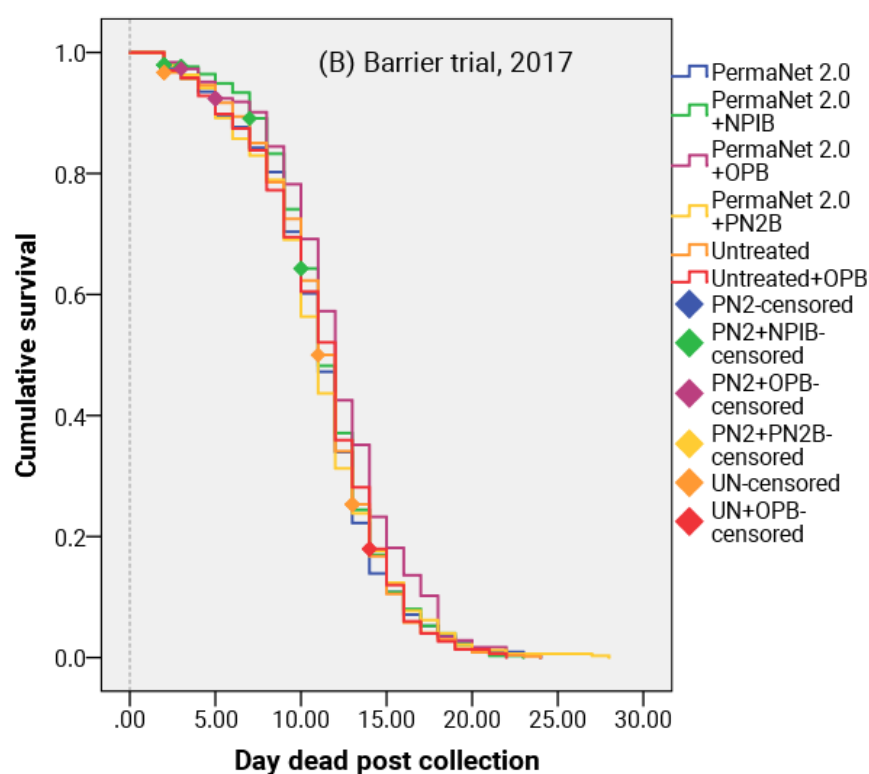 (B) Barrier trial, 2017
Cumulative survival
1.0
0.8
0.6
0.4
0.2
0.0
.00
5.00
10.00
15.00
20.00
25.00
30.00
Day dead post collection
PermaNet 2.0
PermaNet 2.0
+NPIB
PermaNet 2.0
+OPB
PermaNet 2.0
+PN2B
Untreated
Untreated+OPB
PN2-censored
PN2+NPIB-
censored
PN2+OPB-
censored
PN2+PN2B-
censored
UN-censored
UN+OPB-
censored